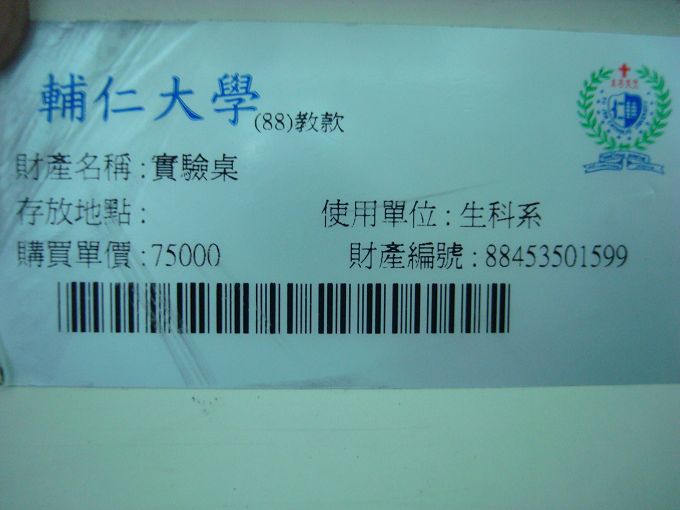 輔仁大學 (88)教款
財產名稱:實驗桌
存放地點: 使用單位:生科系
購買單價:75000 財產編號:88453501599